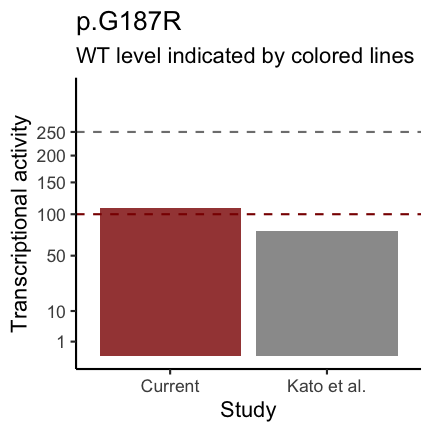 p.G187R
WT level indicated by colored lines
Transcriptional activity
250
200
150
100
50
10
1
Current
Kato et al.
Study